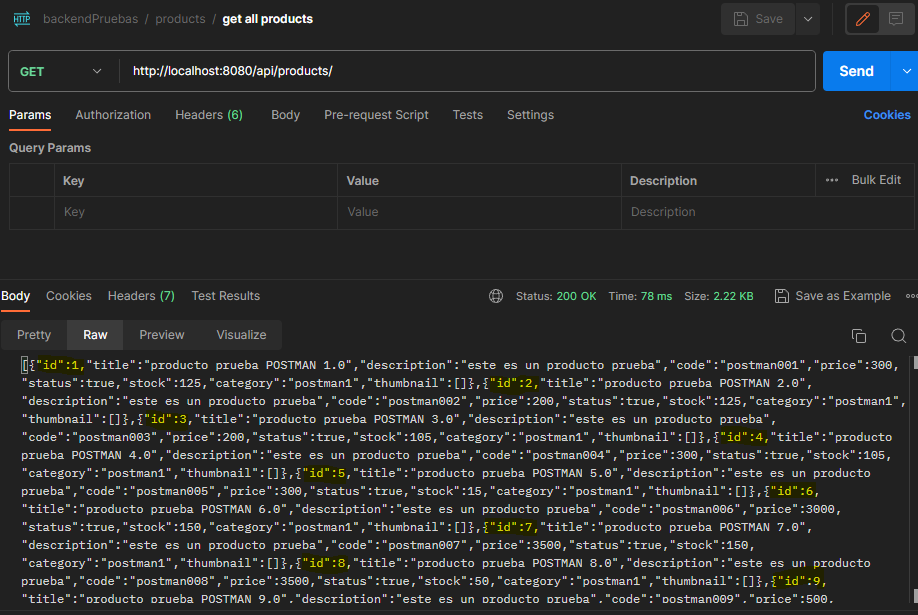 HTTP backendPruebas / products / get all products Save
GET http://localhost:8080/api/products/ Send
Params Authorization Headers (6) Body Pre-request Script Tests Settings Cookies
Query Params
Key Value Description ••• Bulk Edit
Key Value Description
Body Cookies Headers (7) Test Results Status: 200 OK Time: 78 ms Size: 2.22 KB Save as Example
Pretty Raw Preview Visualize
[{"id":1,"title":"producto prueba POSTMAN 1.0","description":"este es un producto prueba","code":"postman001","price":300,
"status":true,"stock":125,"category":"postman1","thumbnail":[]},{"id":2,"title":"producto prueba POSTMAN 2.0",
"description":"este es un producto prueba","code":"postman002","price":200,"status":true,"stock":125,"category":"postman1",
"thumbnail":[]},{"id":3,"title":"producto prueba POSTMAN 3.0","description":"este es un producto prueba",
"code":"postman003","price":200,"status":true,"stock":105,"category":"postman1","thumbnail":[]},{"id":4,"title":"producto
prueba POSTMAN 4.0","description":"este es un producto prueba","code":"postman004","price":300,"status":true,"stock":105,
"category":"postman1","thumbnail":[]},{"id":5,"title":"producto prueba POSTMAN 5.0","description":"este es un producto
prueba","code":"postman005","price":300,"status":true,"stock":15,"category":"postman1","thumbnail":[]},{"id":6,
"title":"producto prueba POSTMAN 6.0","description":"este es un producto prueba","code":"postman006","price":3000,
"status":true,"stock":150,"category":"postman1","thumbnail":[]},{"id":7,"title":"producto prueba POSTMAN 7.0",
"description":"este es un producto prueba","code":"postman007","price":3500,"status":true,"stock":150,
"category":"postman1","thumbnail":[]},{"id":8,"title":"producto prueba POSTMAN 8.0","description":"este es un producto
prueba","code":"postman008","price":3500,"status":true,"stock":50,"category":"postman1","thumbnail":[]},{"id":9,
"title":"producto prueba POSTMAN 9.0","description":"este es un producto prueba","code":"postman009","price":500,